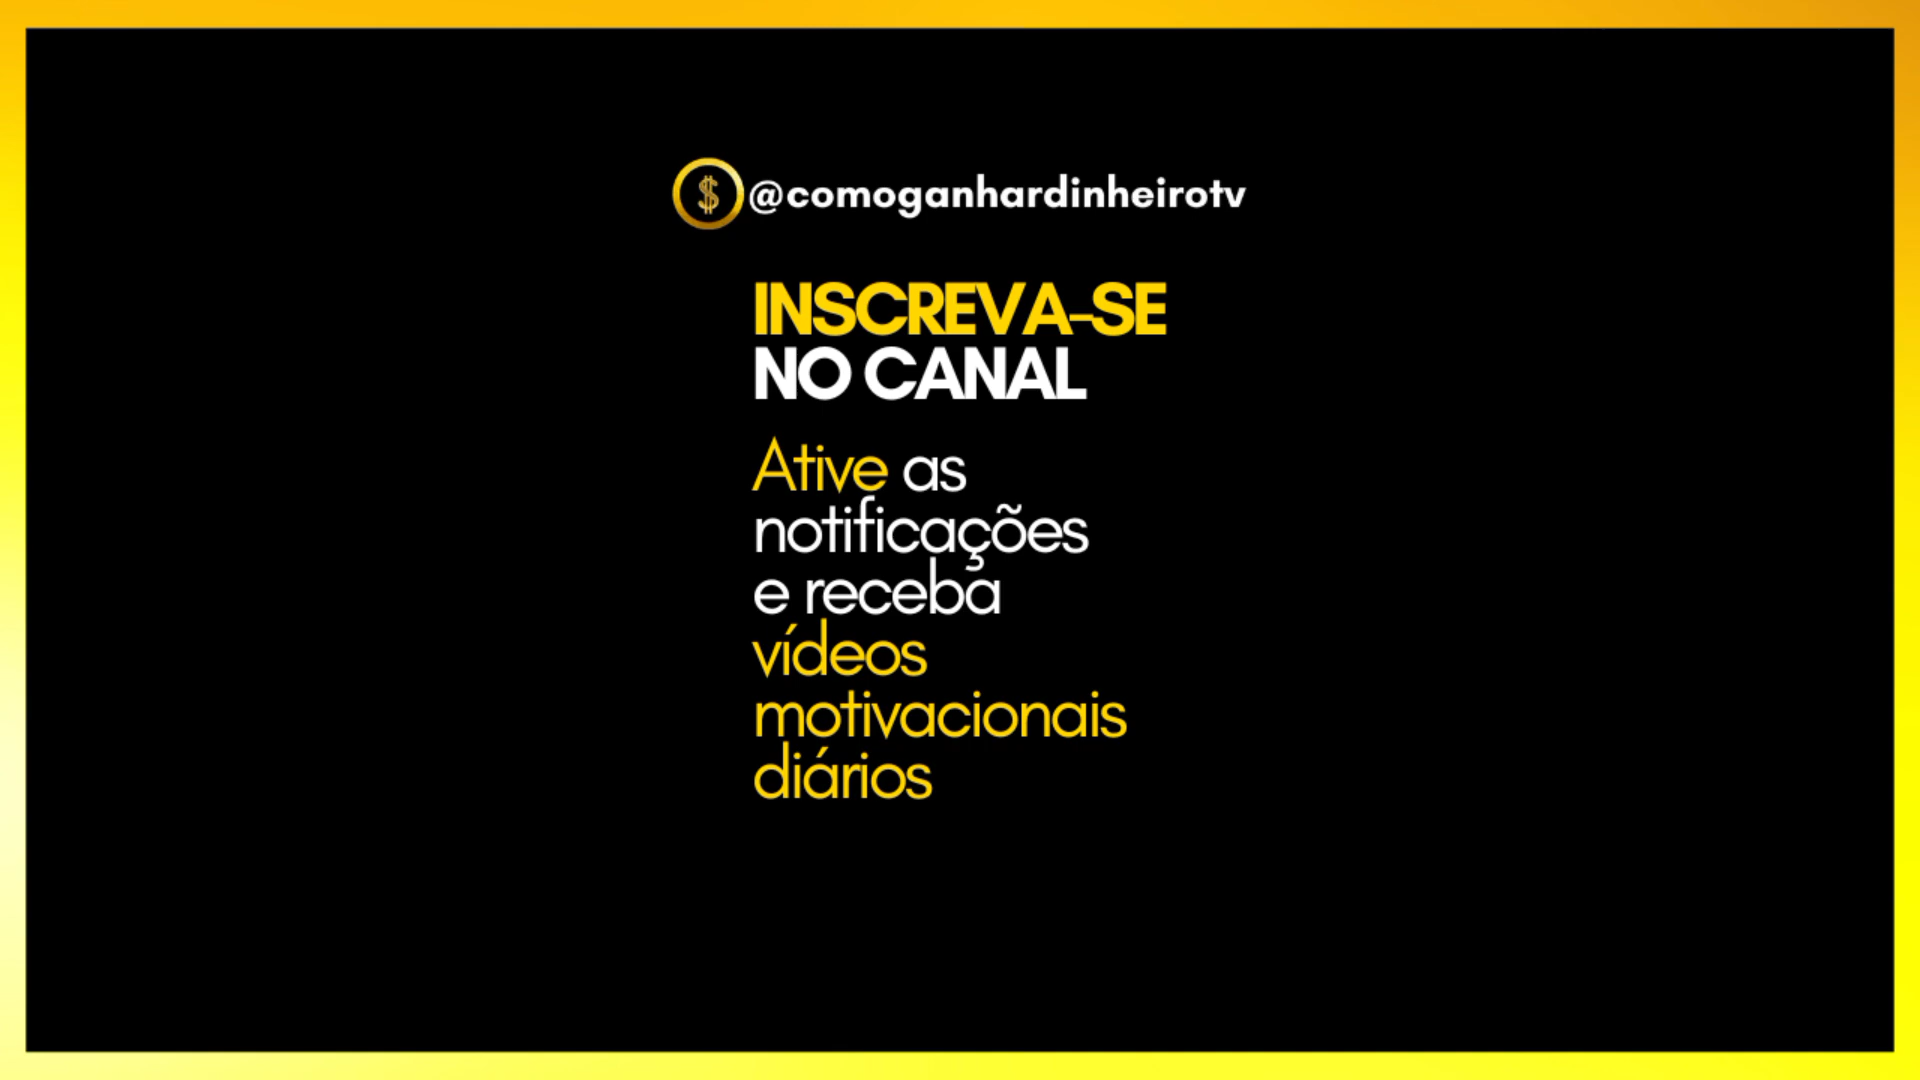 @comoganhardinheirotv
INSCREVA-SE
NO CANAL
Ative as
notificações
e receba
vídeos
motivacionais
diários